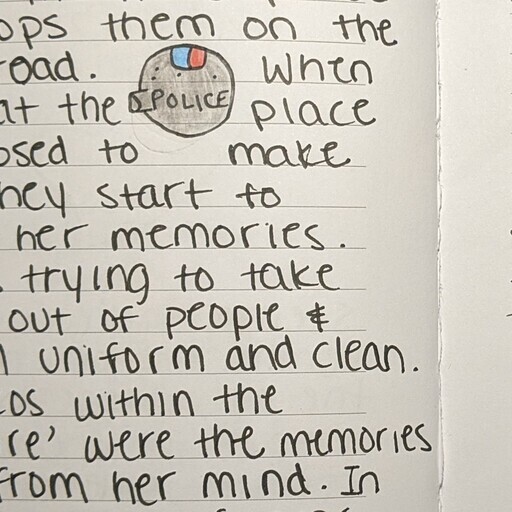 ops them on the
road. When
at the POLICE place
osed to make
hey start to
her memories.
trying to take
out of people &
uniform and clean.
os within the
re' were the memories
from her mind. In